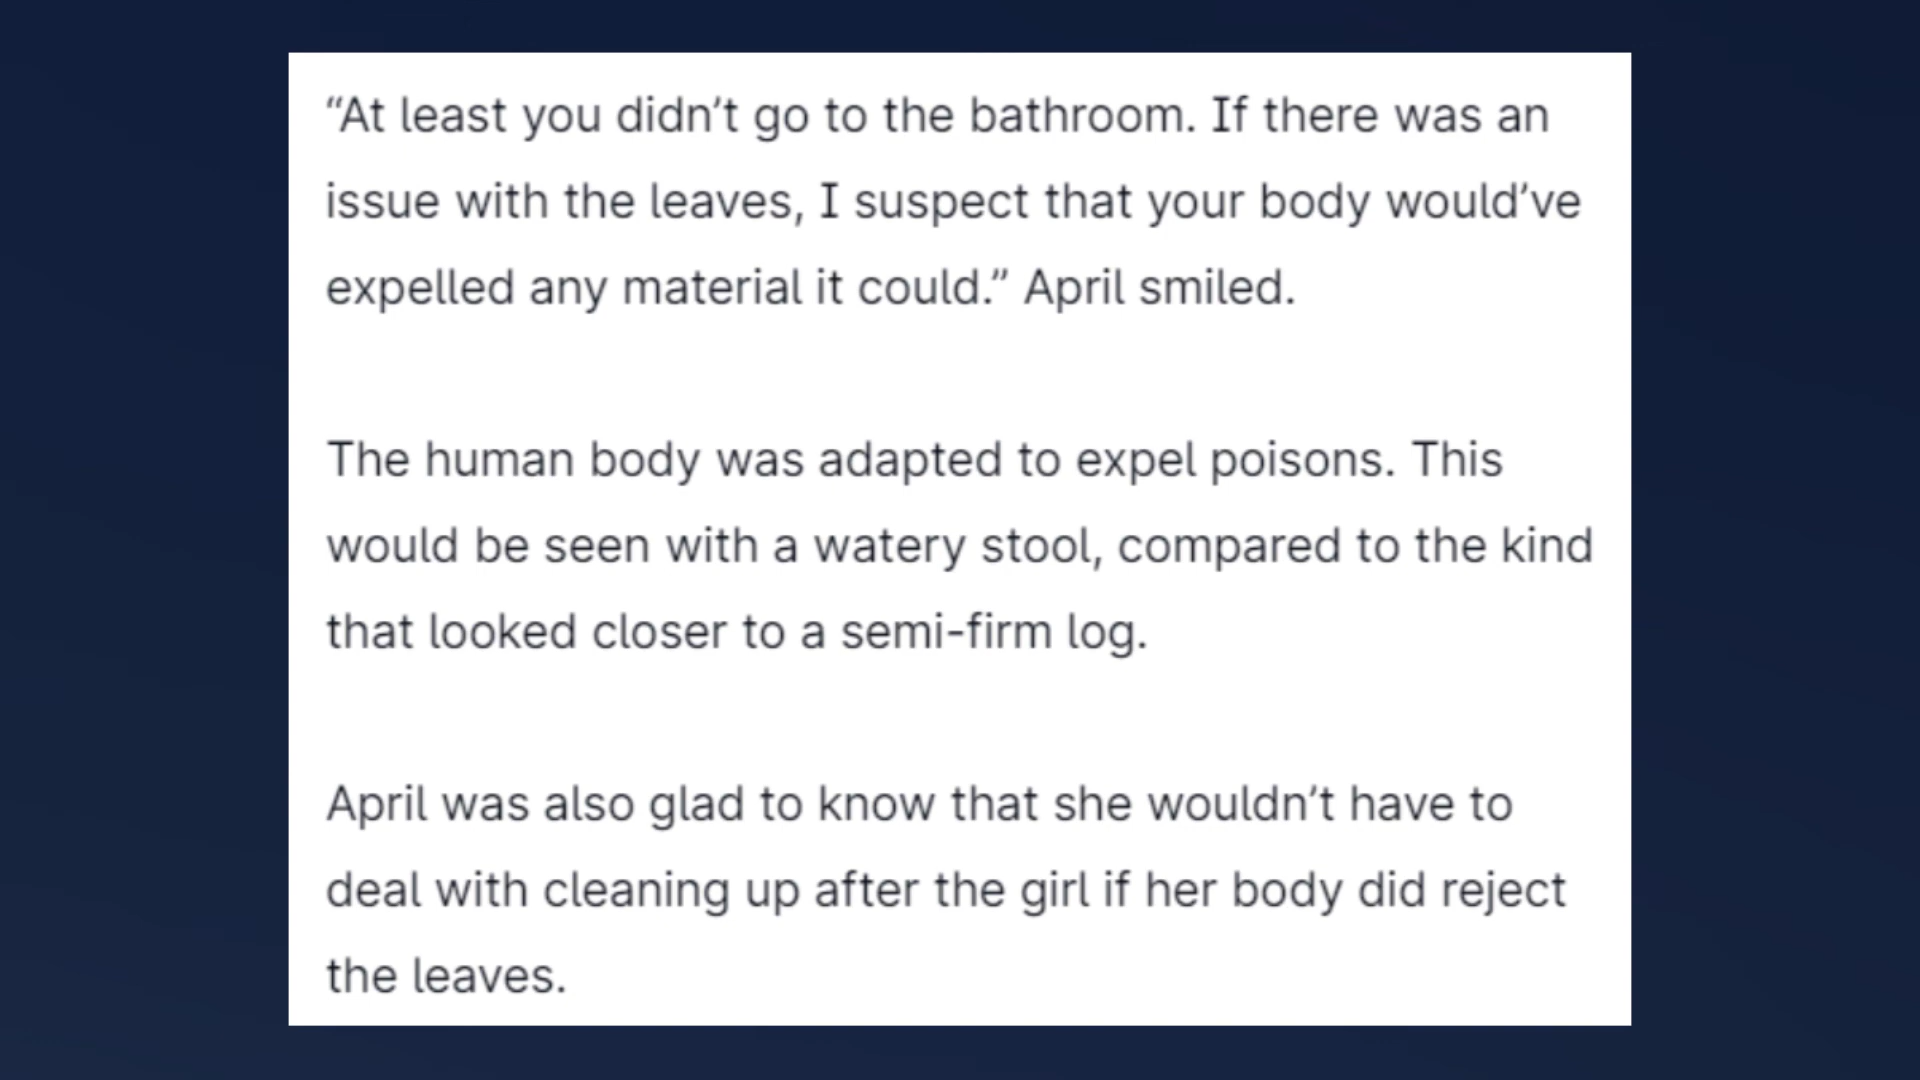 “At least you didn’t go to the bathroom. If there was an
issue with the leaves, I suspect that your body would’ve
expelled any material it could.” April smiled.
The human body was adapted to expel poisons. This
would be seen with a watery stool, compared to the kind
that looked closer to a semi-firm log.
April was also glad to know that she wouldn’t have to
deal with cleaning up after the girl if her body did reject
the leaves.